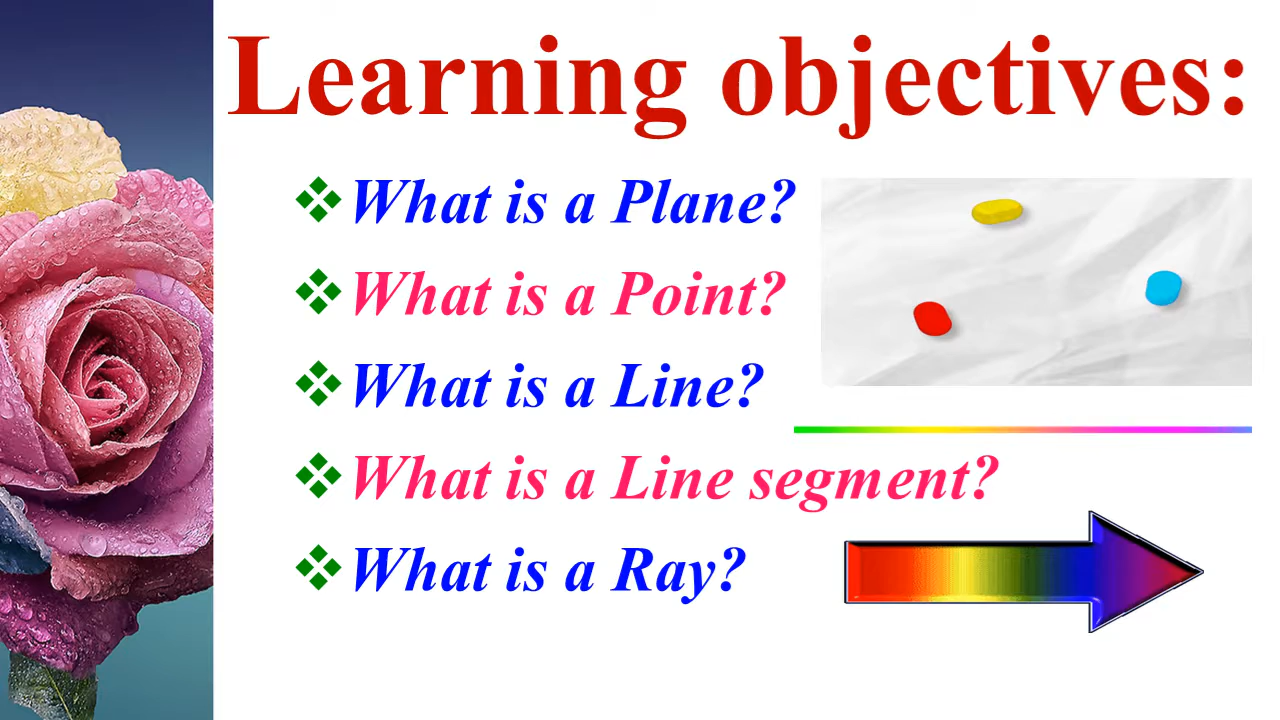 Learning objectives:
What is a Plane?
What is a Point?
What is a Line?
What is a Line segment?
What is a Ray?